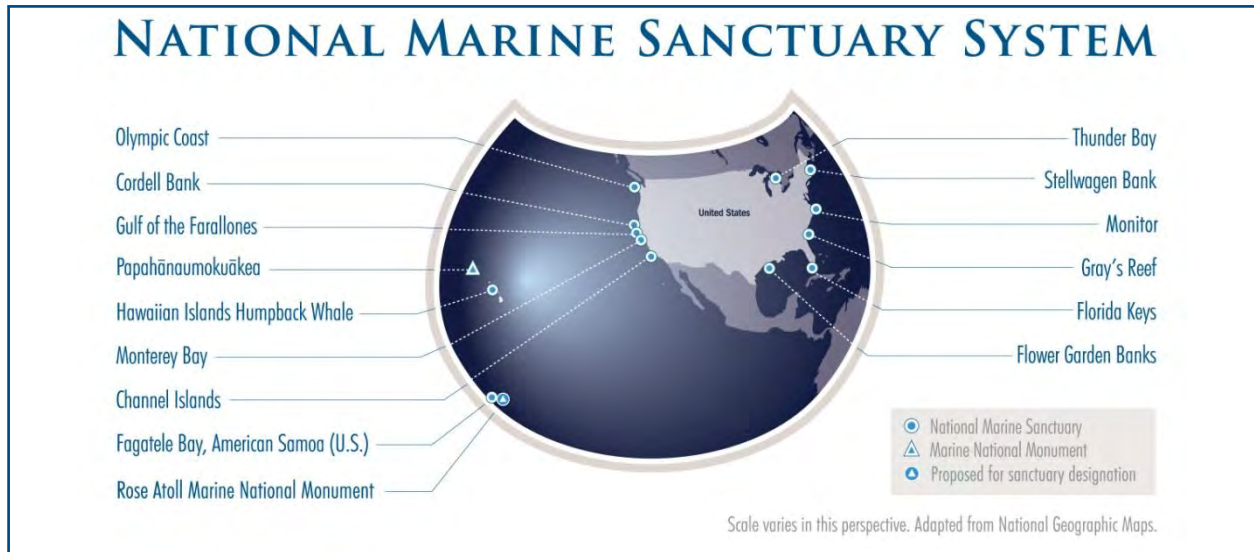 NATIONAL MARINE SANCTUARY SYSTEM
Olympic Coast
Cordell Bank
Gulf of the Farallones
Papahānaumokuākea
Hawaiian Islands Humpback Whale
Monterey Bay
Channel Islands
Fagatele Bay, American Samoa (U.S.)
Rose Atoll Marine National Monument
United States
Thunder Bay
Stellwagen Bank
Monitor
Gray's Reef
Florida Keys
Flower Garden Banks
National Marine Sanctuary
Marine National Monument
Proposed for sanctuary designation
Scale varies in this perspective. Adapted from National Geographic Maps.